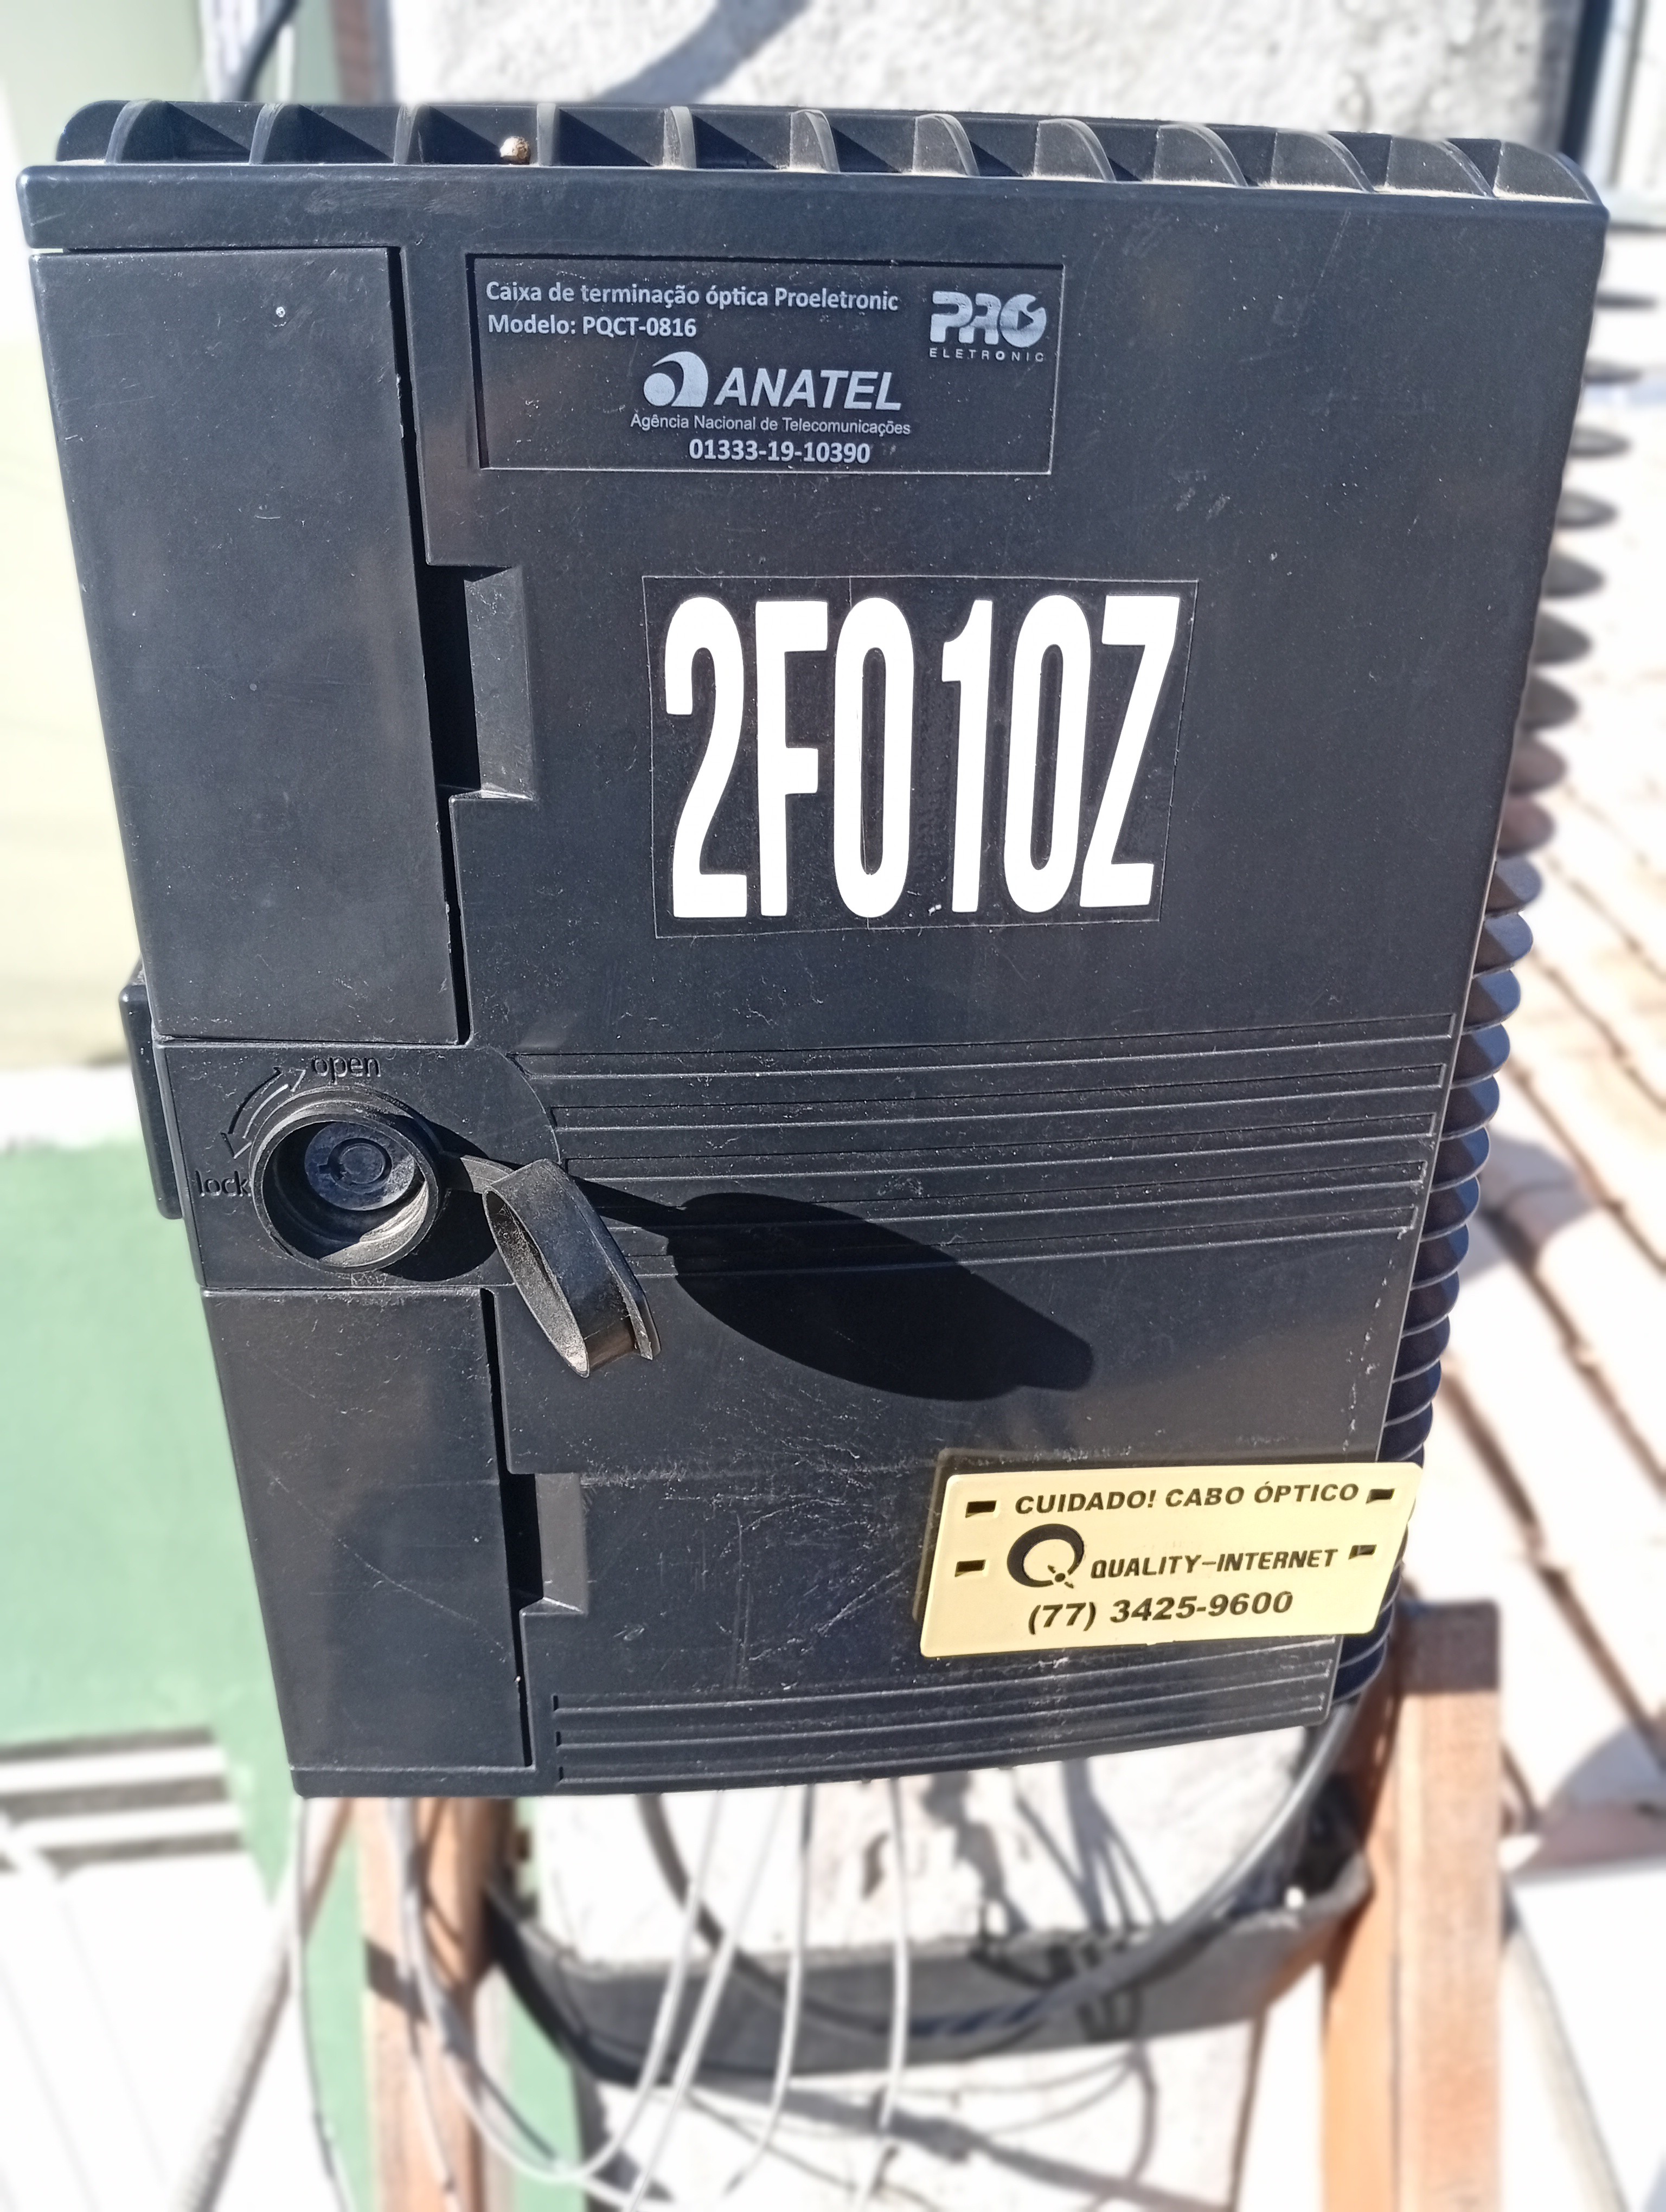 Caixa de terminação óptica Proeletronic
Modelo: PQCT-0816
PRO
ELETRONIC
ANATEL
Agência Nacional de Telecomunicações
01333-19-10390
2F010Z
open
lock
CUIDADO! CABO ÓPTICO
QUALITY-INTERNET
(77) 3425-9600